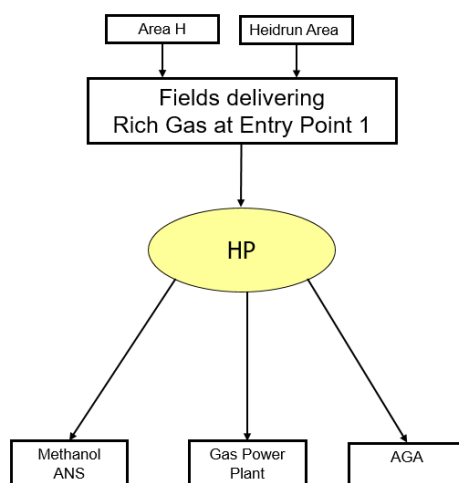 Area H
Heidrun Area
Fields delivering
Rich Gas at Entry Point 1
HP
Methanol
ANS
Gas Power
Plant
AGA